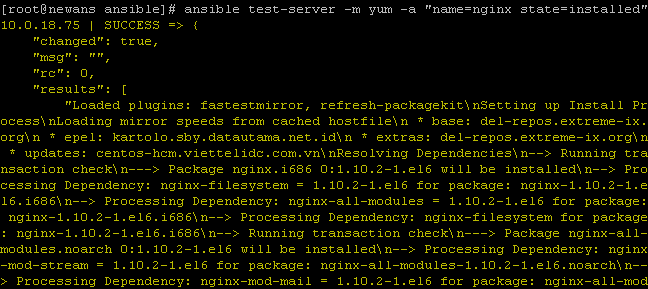 [root@newans ansible]# ansible test-server -m yum -a "name=nginx state=installed"
10.0.18.75 | SUCCESS => {
    "changed": true,
    "msg": "",
    "rc": 0,
    "results": [
        "Loaded plugins: fastestmirror, refresh-packagekit\nSetting up Install Pr
ocess\nLoading mirror speeds from cached hostfile\n * base: del-repos.extreme-ix.
org\n * epel: kartolo.sby.datautama.net.id\n * extras: del-repos.extreme-ix.org\n
 * updates: centos-hcm.viettelidc.com.vn\nResolving Dependencies\n--> Running tra
nsaction check\n---> Package nginx.i686 0:1.10.2-1.el6 will be installed\n--> Pro
cessing Dependency: nginx-filesystem = 1.10.2-1.el6 for package: nginx-1.10.2-1.e
l6.i686\n--> Processing Dependency: nginx-all-modules = 1.10.2-1.el6 for package:
 nginx-1.10.2-1.el6.i686\n--> Processing Dependency: nginx-filesystem for package
: nginx-1.10.2-1.el6.i686\n--> Running transaction check\n---> Package nginx-all-
modules.noarch 0:1.10.2-1.el6 will be installed\n--> Processing Dependency: nginx
-mod-stream = 1.10.2-1.el6 for package: nginx-all-modules-1.10.2-1.el6.noarch\n--
> Processing Dependency: nginx-mod-mail = 1.10.2-1.el6 for package: nginx-all-mod